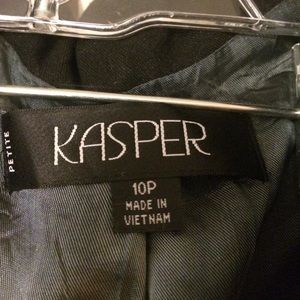 PETITE
KASPER
10P
MADE IN
VIETNAM